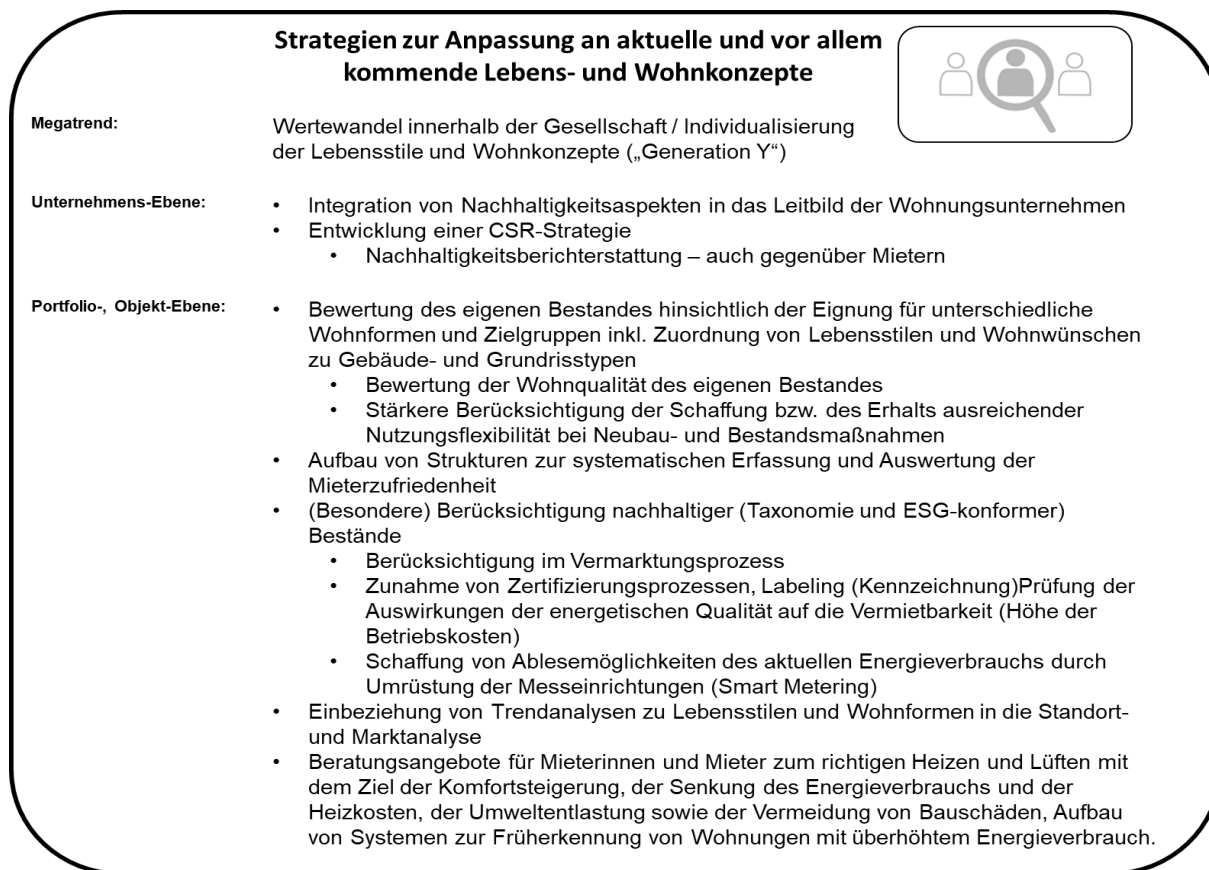 Strategien zur Anpassung an aktuelle und vor allem
kommende Lebens- und Wohnkonzepte
Megatrend:
Wertewandel innerhalb der Gesellschaft / Individualisierung
der Lebensstile und Wohnkonzepte („Generation Y“)
Unternehmens-Ebene:
• Integration von Nachhaltigkeitsaspekten in das Leitbild der Wohnungsunternehmen
• Entwicklung einer CSR-Strategie
• Nachhaltigkeitsberichterstattung – auch gegenüber Mietern
Portfolio-, Objekt-Ebene:
• Bewertung des eigenen Bestandes hinsichtlich der Eignung für unterschiedliche
Wohnformen und Zielgruppen inkl. Zuordnung von Lebensstilen und Wohnwünschen
zu Gebäude- und Grundrisstypen
• Bewertung der Wohnqualität des eigenen Bestandes
• Stärkere Berücksichtigung der Schaffung bzw. des Erhalts ausreichender
Nutzungsflexibilität bei Neubau- und Bestandsmaßnahmen
• Aufbau von Strukturen zur systematischen Erfassung und Auswertung der
Mieterzufriedenheit
• (Besondere) Berücksichtigung nachhaltiger (Taxonomie und ESG-konformer)
Bestände
• Berücksichtigung im Vermarktungsprozess
• Zunahme von Zertifizierungsprozessen, Labeling (Kennzeichnung)Prüfung der
Auswirkungen der energetischen Qualität auf die Vermietbarkeit (Höhe der
Betriebskosten)
• Schaffung von Ablesemöglichkeiten des aktuellen Energieverbrauchs durch
Umrüstung der Messeinrichtungen (Smart Metering)
• Einbeziehung von Trendanalysen zu Lebensstilen und Wohnformen in die Standort-
und Marktanalyse
• Beratungsangebote für Mieterinnen und Mieter zum richtigen Heizen und Lüften mit
dem Ziel der Komfortsteigerung, der Senkung des Energieverbrauchs und der
Heizkosten, der Umweltentlastung sowie der Vermeidung von Bauschäden, Aufbau
von Systemen zur Früherkennung von Wohnungen mit überhöhtem Energieverbrauch.